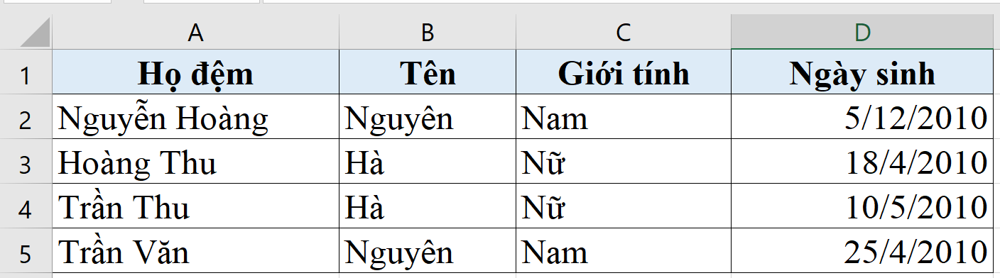 A B C D
1 Họ đệm Tên Giới tính Ngày sinh
2 Nguyễn Hoàng Nguyên Nam 5/12/2010
3 Hoàng Thu Hà Nữ 18/4/2010
4 Trần Thu Hà Nữ 10/5/2010
5 Trần Văn Nguyên Nam 25/4/2010